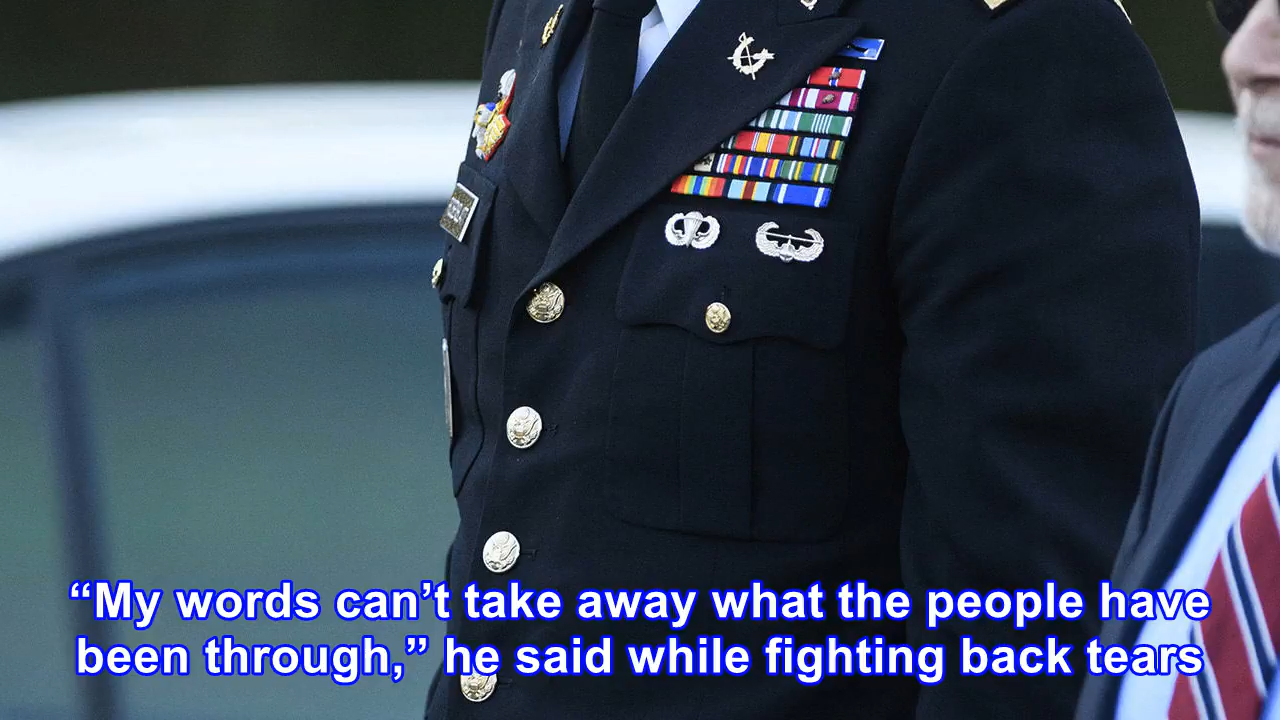 “My words can’t take away what the people have
been through,” he said while fighting back tears